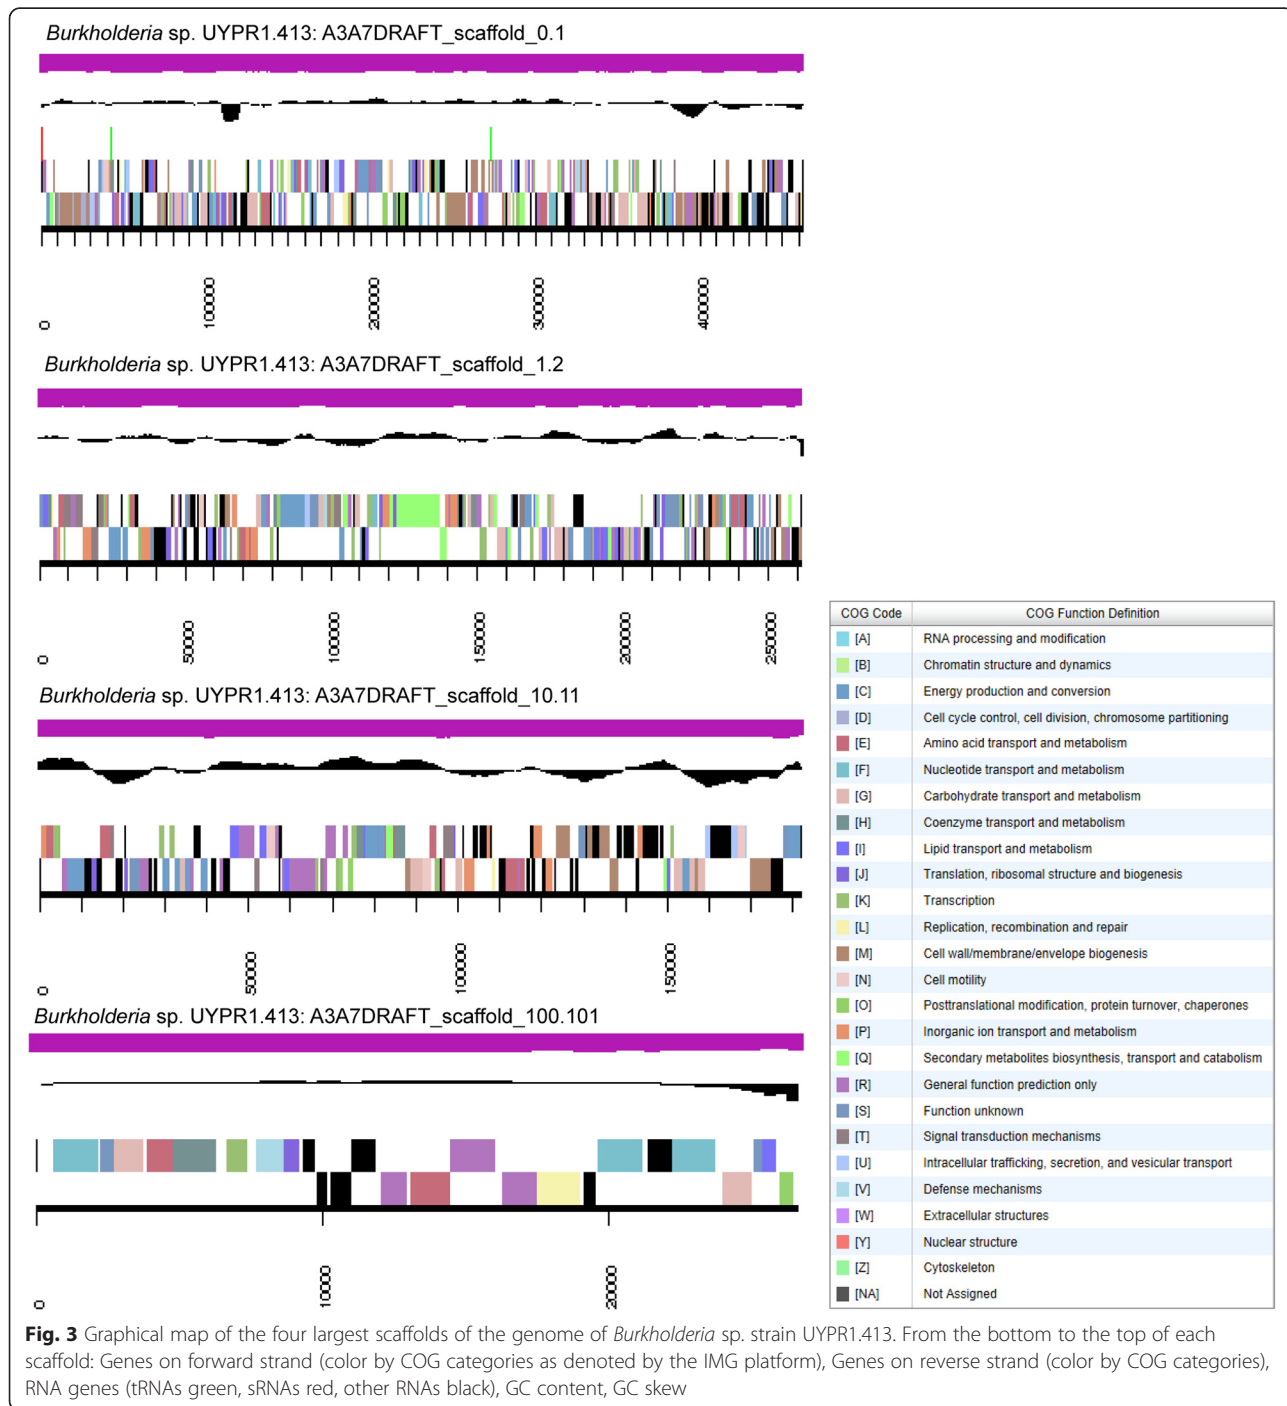 Burkholderia sp. UYPR1.413: A3A7DRAFT_scaffold_0.1
0
100000
200000
300000
400000
Burkholderia sp. UYPR1.413: A3A7DRAFT_scaffold_1.2
0
50000
100000
150000
200000
250000
Burkholderia sp. UYPR1.413: A3A7DRAFT_scaffold_10.11
0
50000
100000
150000
Burkholderia sp. UYPR1.413: A3A7DRAFT_scaffold_100.101
0
10000
20000
COG Code COG Function Definition
[A] RNA processing and modification
[B] Chromatin structure and dynamics
[C] Energy production and conversion
[D] Cell cycle control, cell division, chromosome partitioning
[E] Amino acid transport and metabolism
[F] Nucleotide transport and metabolism
[G] Carbohydrate transport and metabolism
[H] Coenzyme transport and metabolism
[I] Lipid transport and metabolism
[J] Translation, ribosomal structure and biogenesis
[K] Transcription
[L] Replication, recombination and repair
[M] Cell wall/membrane/envelope biogenesis
[N] Cell motility
[O] Posttranslational modification, protein turnover, chaperones
[P] Inorganic ion transport and metabolism
[Q] Secondary metabolites biosynthesis, transport and catabolism
[R] General function prediction only
[S] Function unknown
[T] Signal transduction mechanisms
[U] Intracellular trafficking, secretion, and vesicular transport
[V] Defense mechanisms
[W] Extracellular structures
[Y] Nuclear structure
[Z] Cytoskeleton
[NA] Not Assigned
Fig. 3 Graphical map of the four largest scaffolds of the genome of Burkholderia sp. strain UYPR1.413. From the bottom to the top of each
scaffold: Genes on forward strand (color by COG categories as denoted by the IMG platform), Genes on reverse strand (color by COG categories),
RNA genes (tRNAs green, sRNAs red, other RNAs black), GC content, GC skew